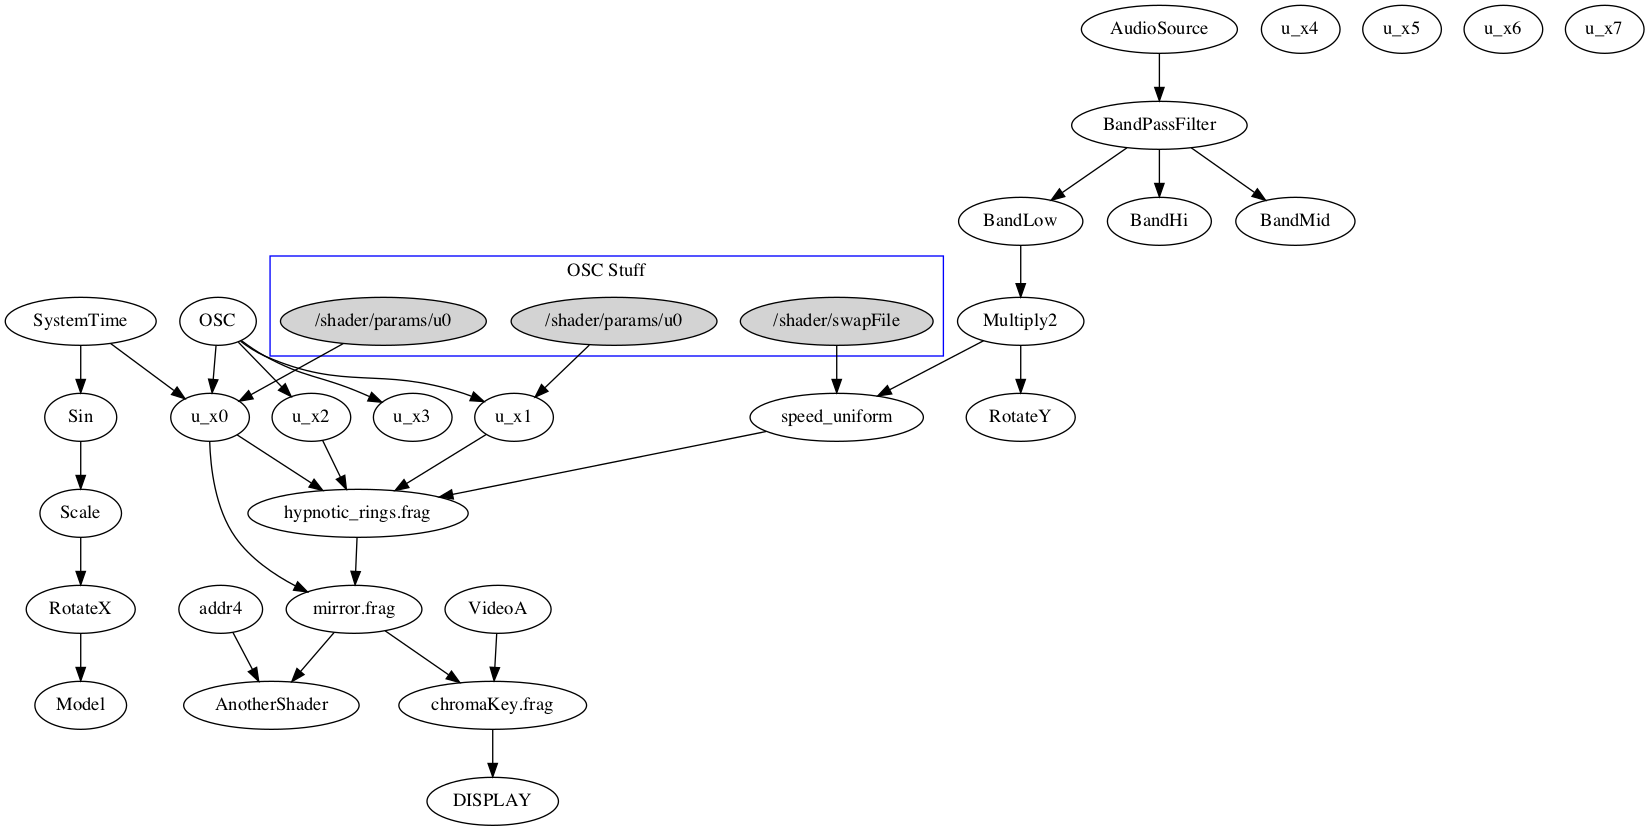 AudioSource
u_x4
u_x5
u_x6
u_x7
BandPassFilter
BandLow
BandHi
BandMid
OSC Stuff
SystemTime
OSC
/shader/params/u0
/shader/params/u0
/shader/swapFile
Multiply2
Sin
u_x0
u_x2
u_x3
u_x1
speed_uniform
RotateY
Scale
hypnotic_rings.frag
RotateX
addr4
mirror.frag
VideoA
Model
AnotherShader
chromaKey.frag
DISPLAY